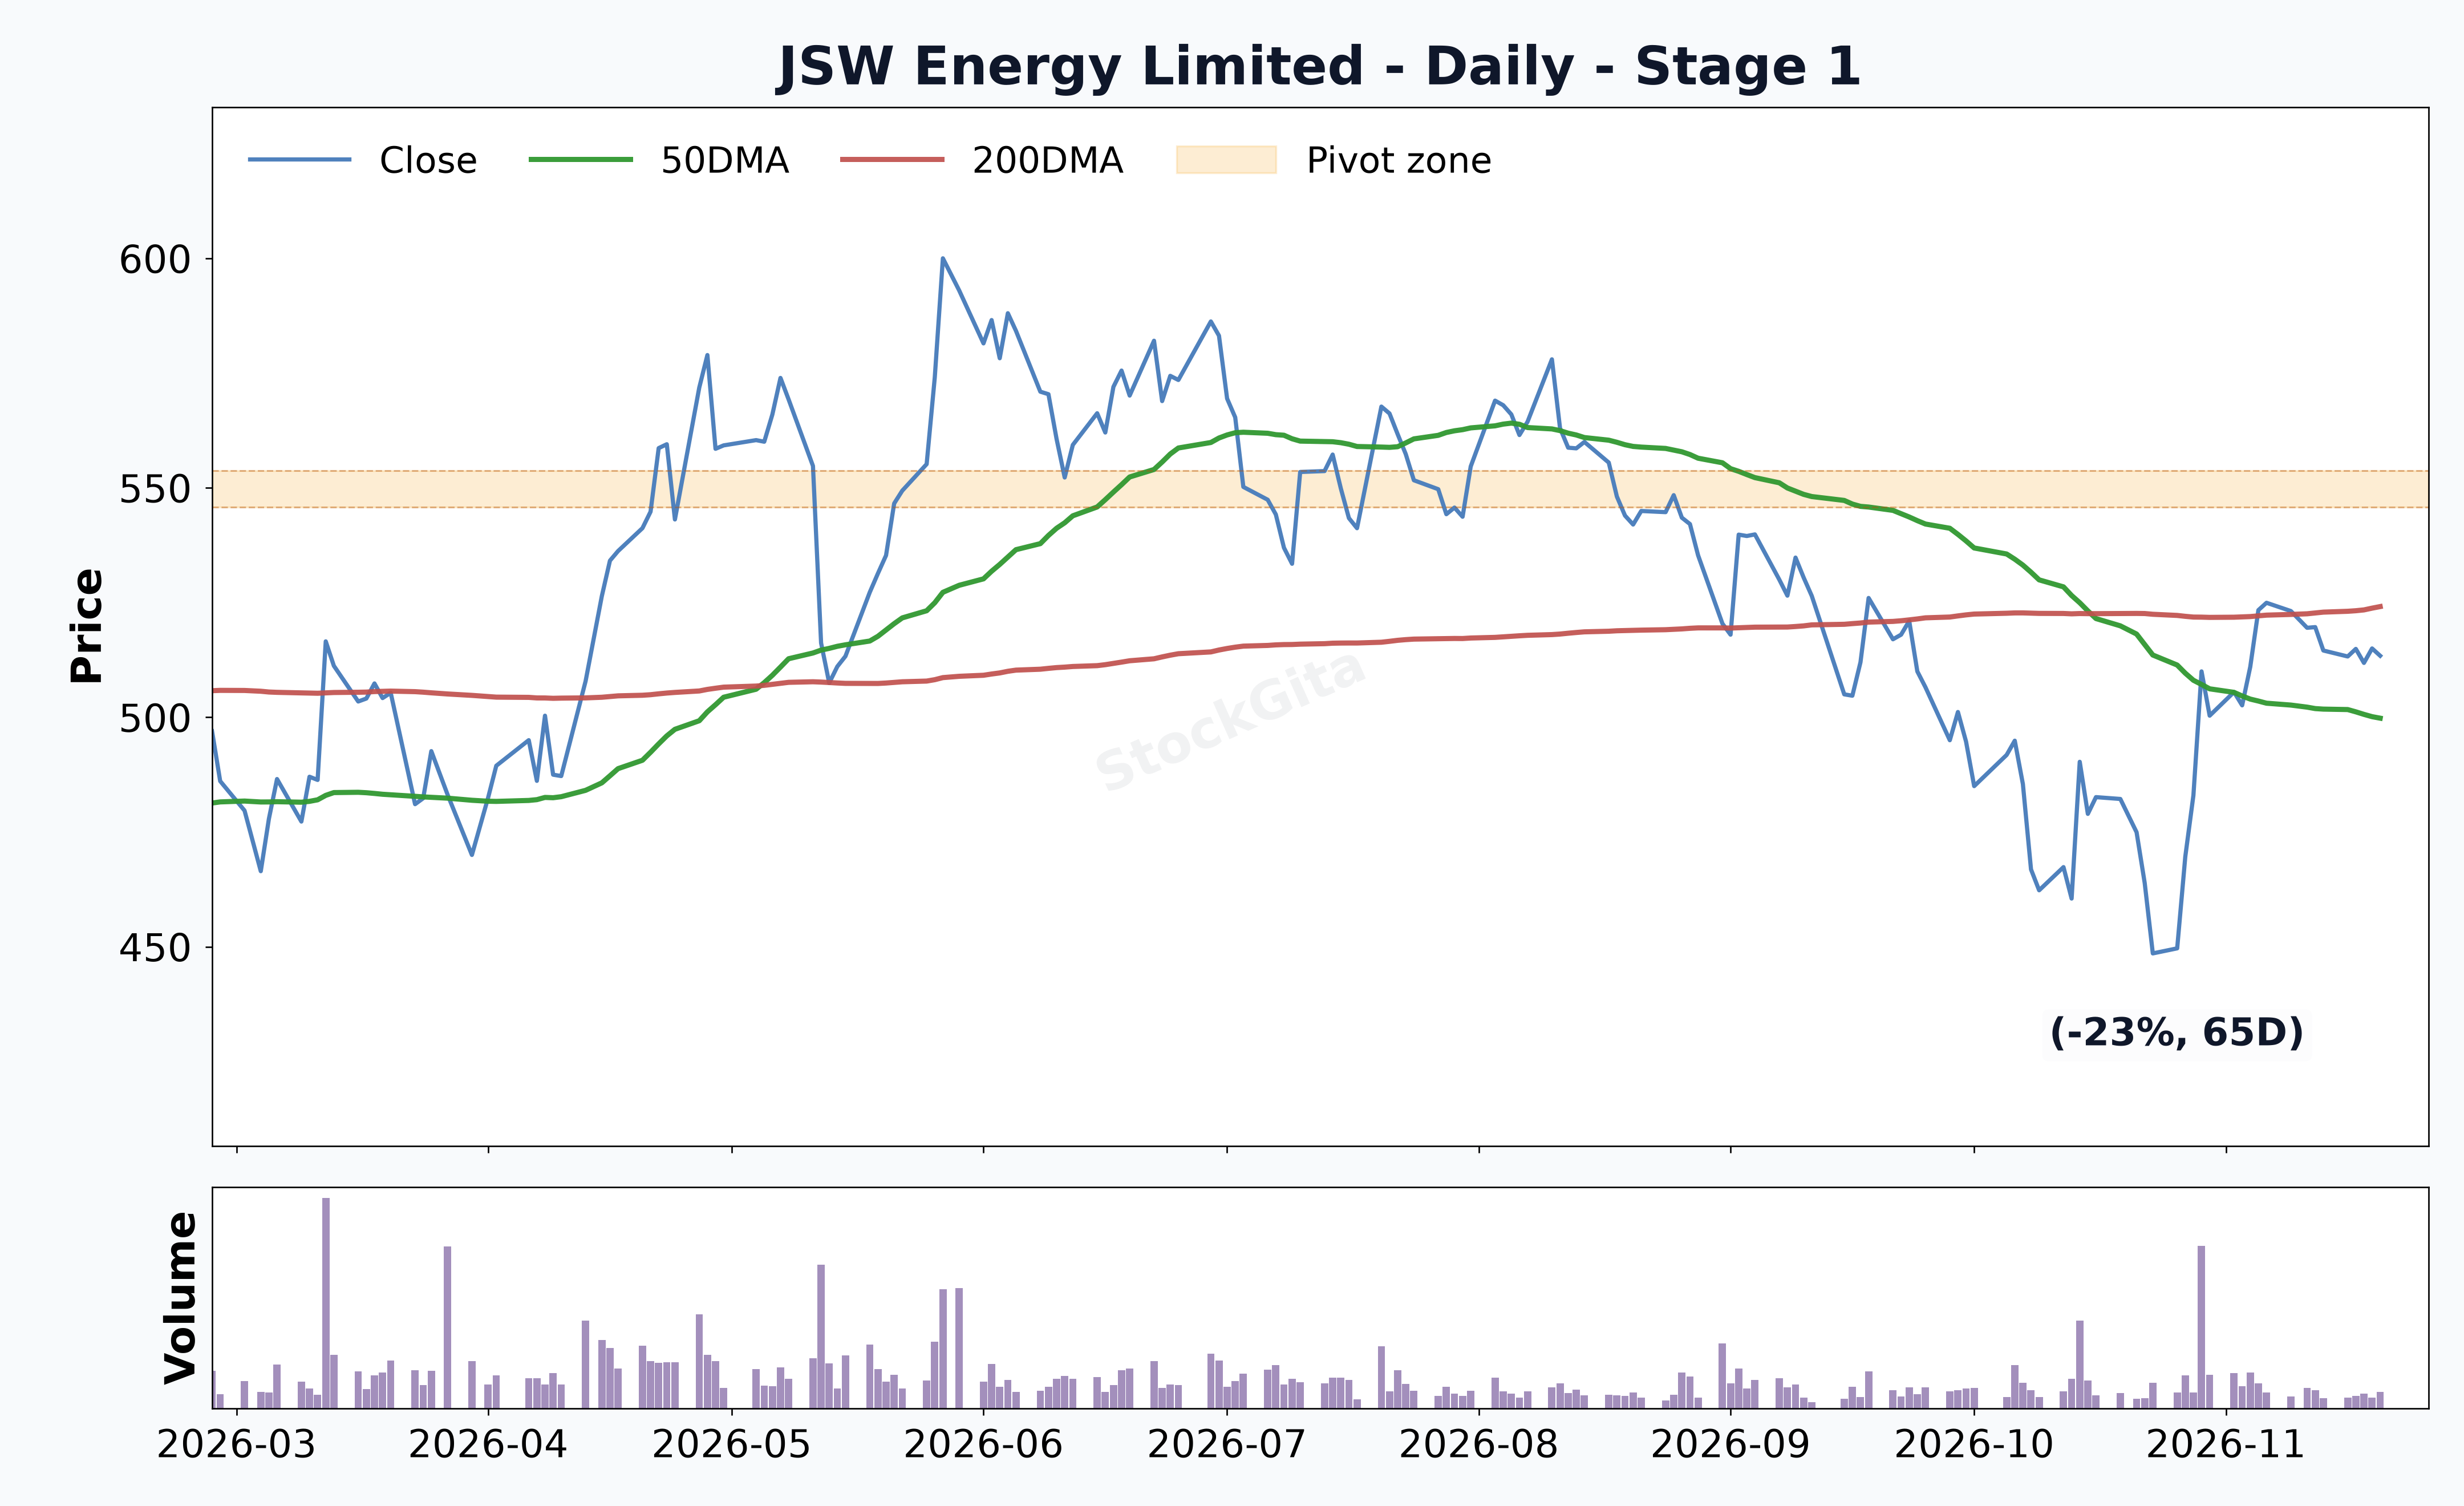 JSW Energy Limited - Daily - Stage 1
Close 50DMA 200DMA Pivot zone
600
550
500
450
Price
StockGita
(-23%, 65D)
Volume
2026-03 2026-04 2026-05 2026-06 2026-07 2026-08 2026-09 2026-10 2026-11